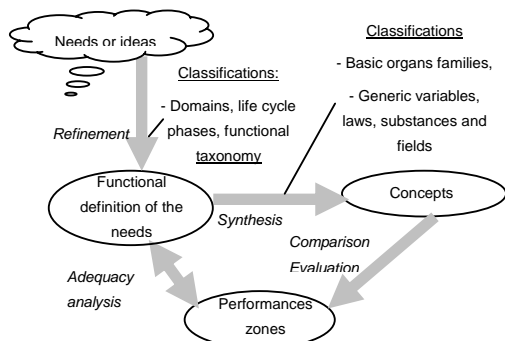 Needs or ideas
Classifications:
- Domains, life cycle
phases, functional
taxonomy
Classifications
- Basic organs families,
- Generic variables,
laws, substances and
fields
Refinement
Functional
definition of the
needs
Synthesis
Concepts
Comparison
Evaluation
Adequacy
analysis
Performances
zones